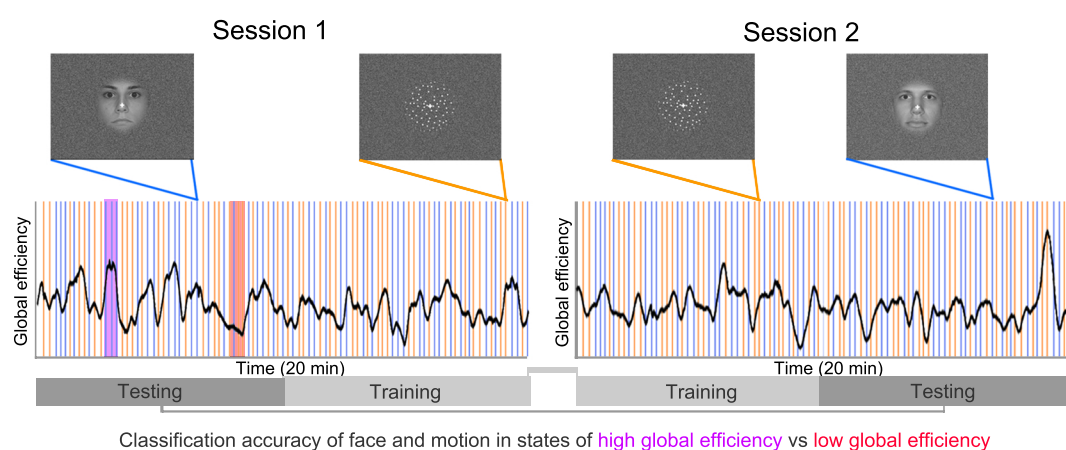 Session 1
Session 2
Global efficiency
Global efficiency
Time (20 min)
Time (20 min)
Testing
Training
Training
Testing
Classification accuracy of face and motion in states of high global efficiency vs low global efficiency